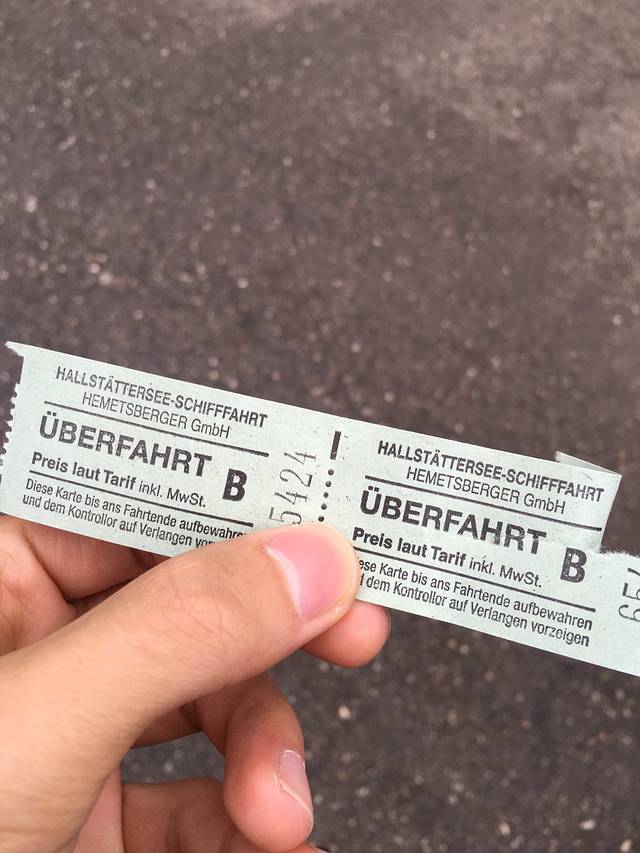 HALLSTÄTTERSEE-SCHIFFFAHRT
HEMETSBERGER GmbH
ÜBERFAHRT B
Preis laut Tarif inkl. MwSt.
Diese Karte bis ans Fahrtende aufbewahren
und dem Kontrollor auf Verlangen
5424
HALLSTÄTTERSEE-SCHIFFFAHRT
HEMETSBERGER GmbH
ÜBERFAHRT B
Preis laut Tarif inkl. MwSt.
Karte bis ans Fahrtende aufbewahren
dem Kontrollor auf Verlangen vorzeigen